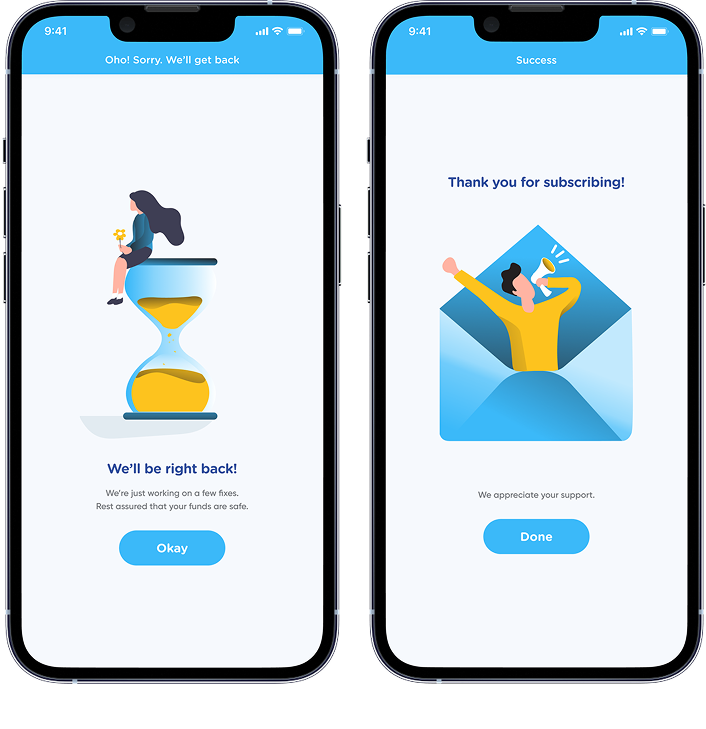 9:41
Oho! Sorry. We'll get back
We'll be right back!
We're just working on a few fixes.
Rest assured that your funds are safe.
Okay
9:41
Success
Thank you for subscribing!
We appreciate your support.
Done